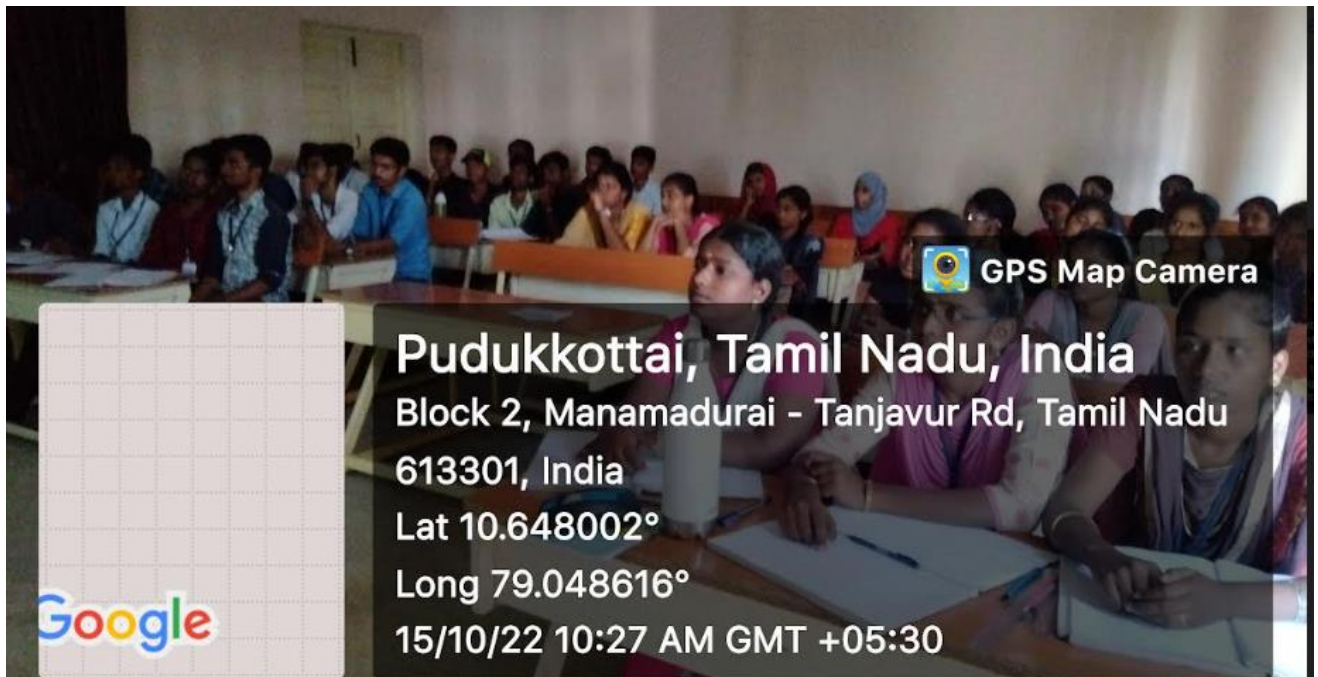 GPS Map Camera
Pudukkottai, Tamil Nadu, India
Block 2, Manamadurai - Tanjavur Rd, Tamil Nadu
613301, India
Lat 10.648002°
Long 79.048616°
15/10/22 10:27 AM GMT +05:30
Google